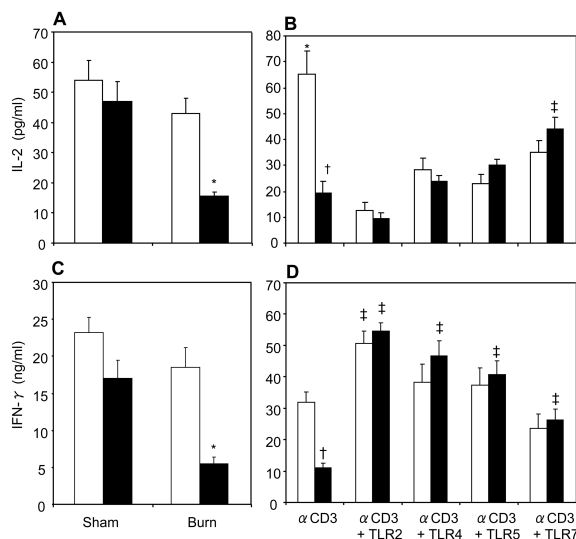 A
IL-2 (pg/ml)
70
60
50
40
30
20
10
0
*
B
80
70
60
50
40
30
20
10
0
*
†
‡
C
IFN-γ (ng/ml)
30
25
20
15
10
5
0
*
Sham
Burn
D
70
60
50
40
30
20
10
0
†
‡
‡
‡
‡
‡
α CD3
α CD3
+ TLR2
α CD3
+ TLR4
α CD3
+ TLR5
α CD3
+ TLR7